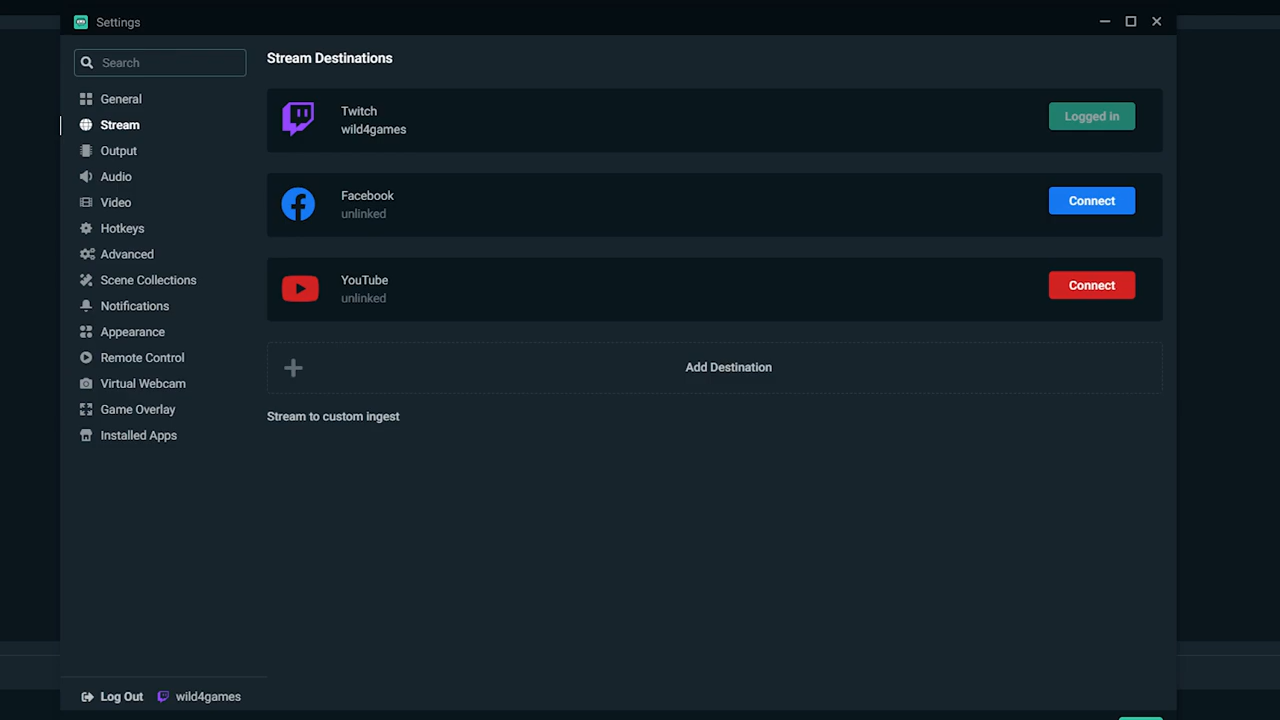 Settings
Search
General
Stream
Output
Audio
Video
Hotkeys
Advanced
Scene Collections
Notifications
Appearance
Remote Control
Virtual Webcam
Game Overlay
Installed Apps
Log Out wild4games
Stream Destinations
Twitch
wild4games
Logged in
Facebook
unlinked
Connect
YouTube
unlinked
Connect
Add Destination
Stream to custom ingest